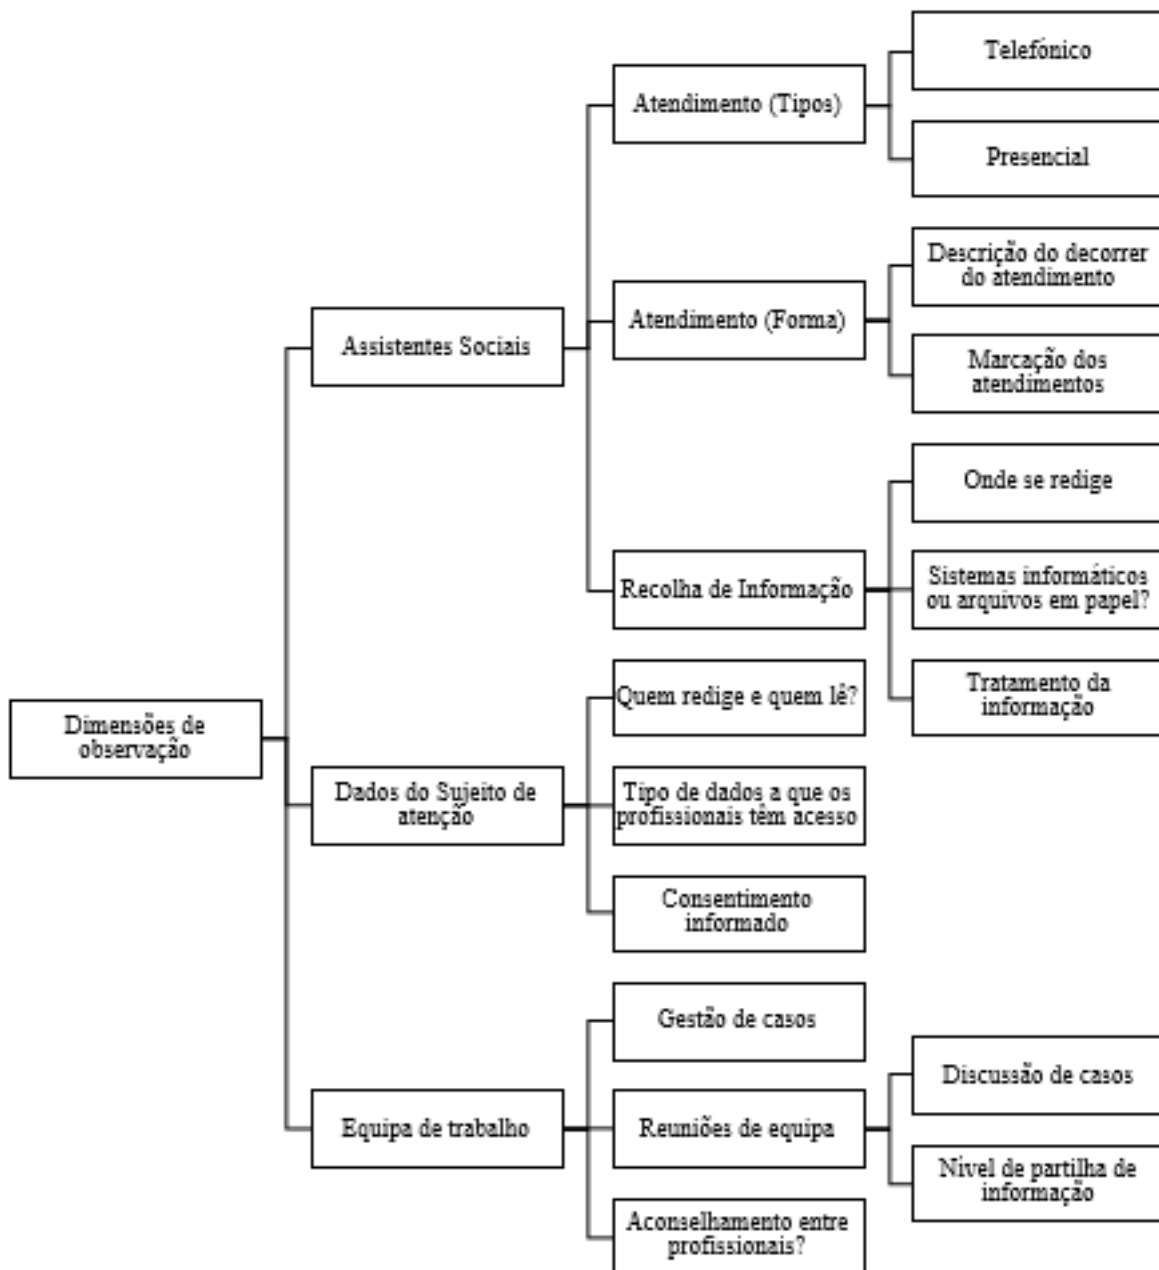 Telefónico
Atendimento (Tipos)
Presencial
Descrição do decorrer
do atendimento
Atendimento (Forma)
Assistentes Sociais
Marcação dos
atendimentos
Onde se redige
Recolha de Informação
Sistemas informáticos
ou arquivos em papel?
Quem redige e quem lê?
Tratamento da
informação
Dimensões de
observação
Dados do Sujeito de
atenção
Tipo de dados a que os
profissionais têm acesso
Consentimento
informado
Gestão de casos
Discussão de casos
Equipa de trabalho
Reuniões de equipa
Nível de partilha de
informação
Aconselhamento entre
profissionais?